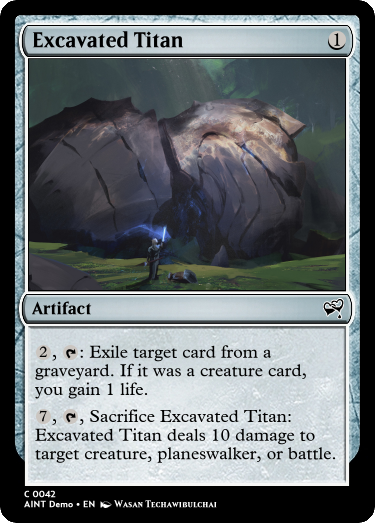 Excavated Titan 1
Artifact
2, : Exile target card from a
graveyard. If it was a creature card,
you gain 1 life.
7, , Sacrifice Excavated Titan:
Excavated Titan deals 10 damage to
target creature, planeswalker, or battle.
C 0042
AINT Demo • EN Wasan Techawibulchai